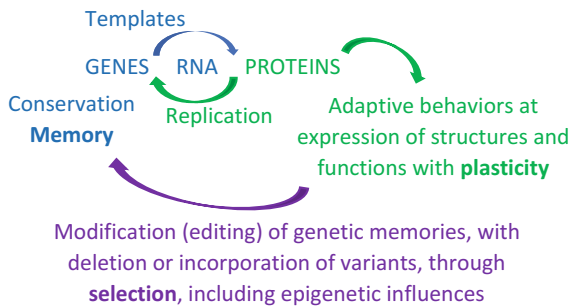 Templates
GENES RNA PROTEINS
Replication
Conservation
Memory
Adaptive behaviors at
expression of structures and
functions with plasticity
Modification (editing) of genetic memories, with
deletion or incorporation of variants, through
selection, including epigenetic influences